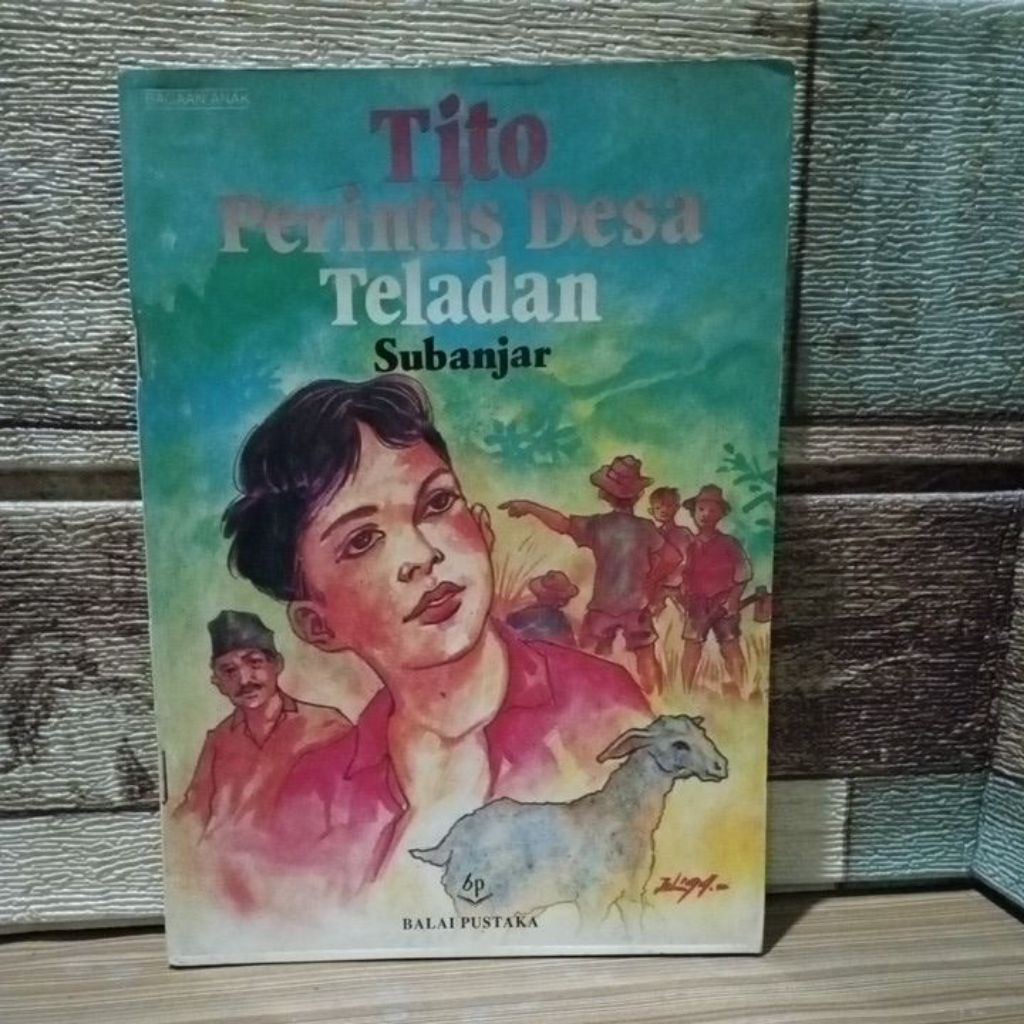 BACAAN ANAK
Tito
Perintis Desa
Teladan
Subanjar
bp
BALAI PUSTAKA